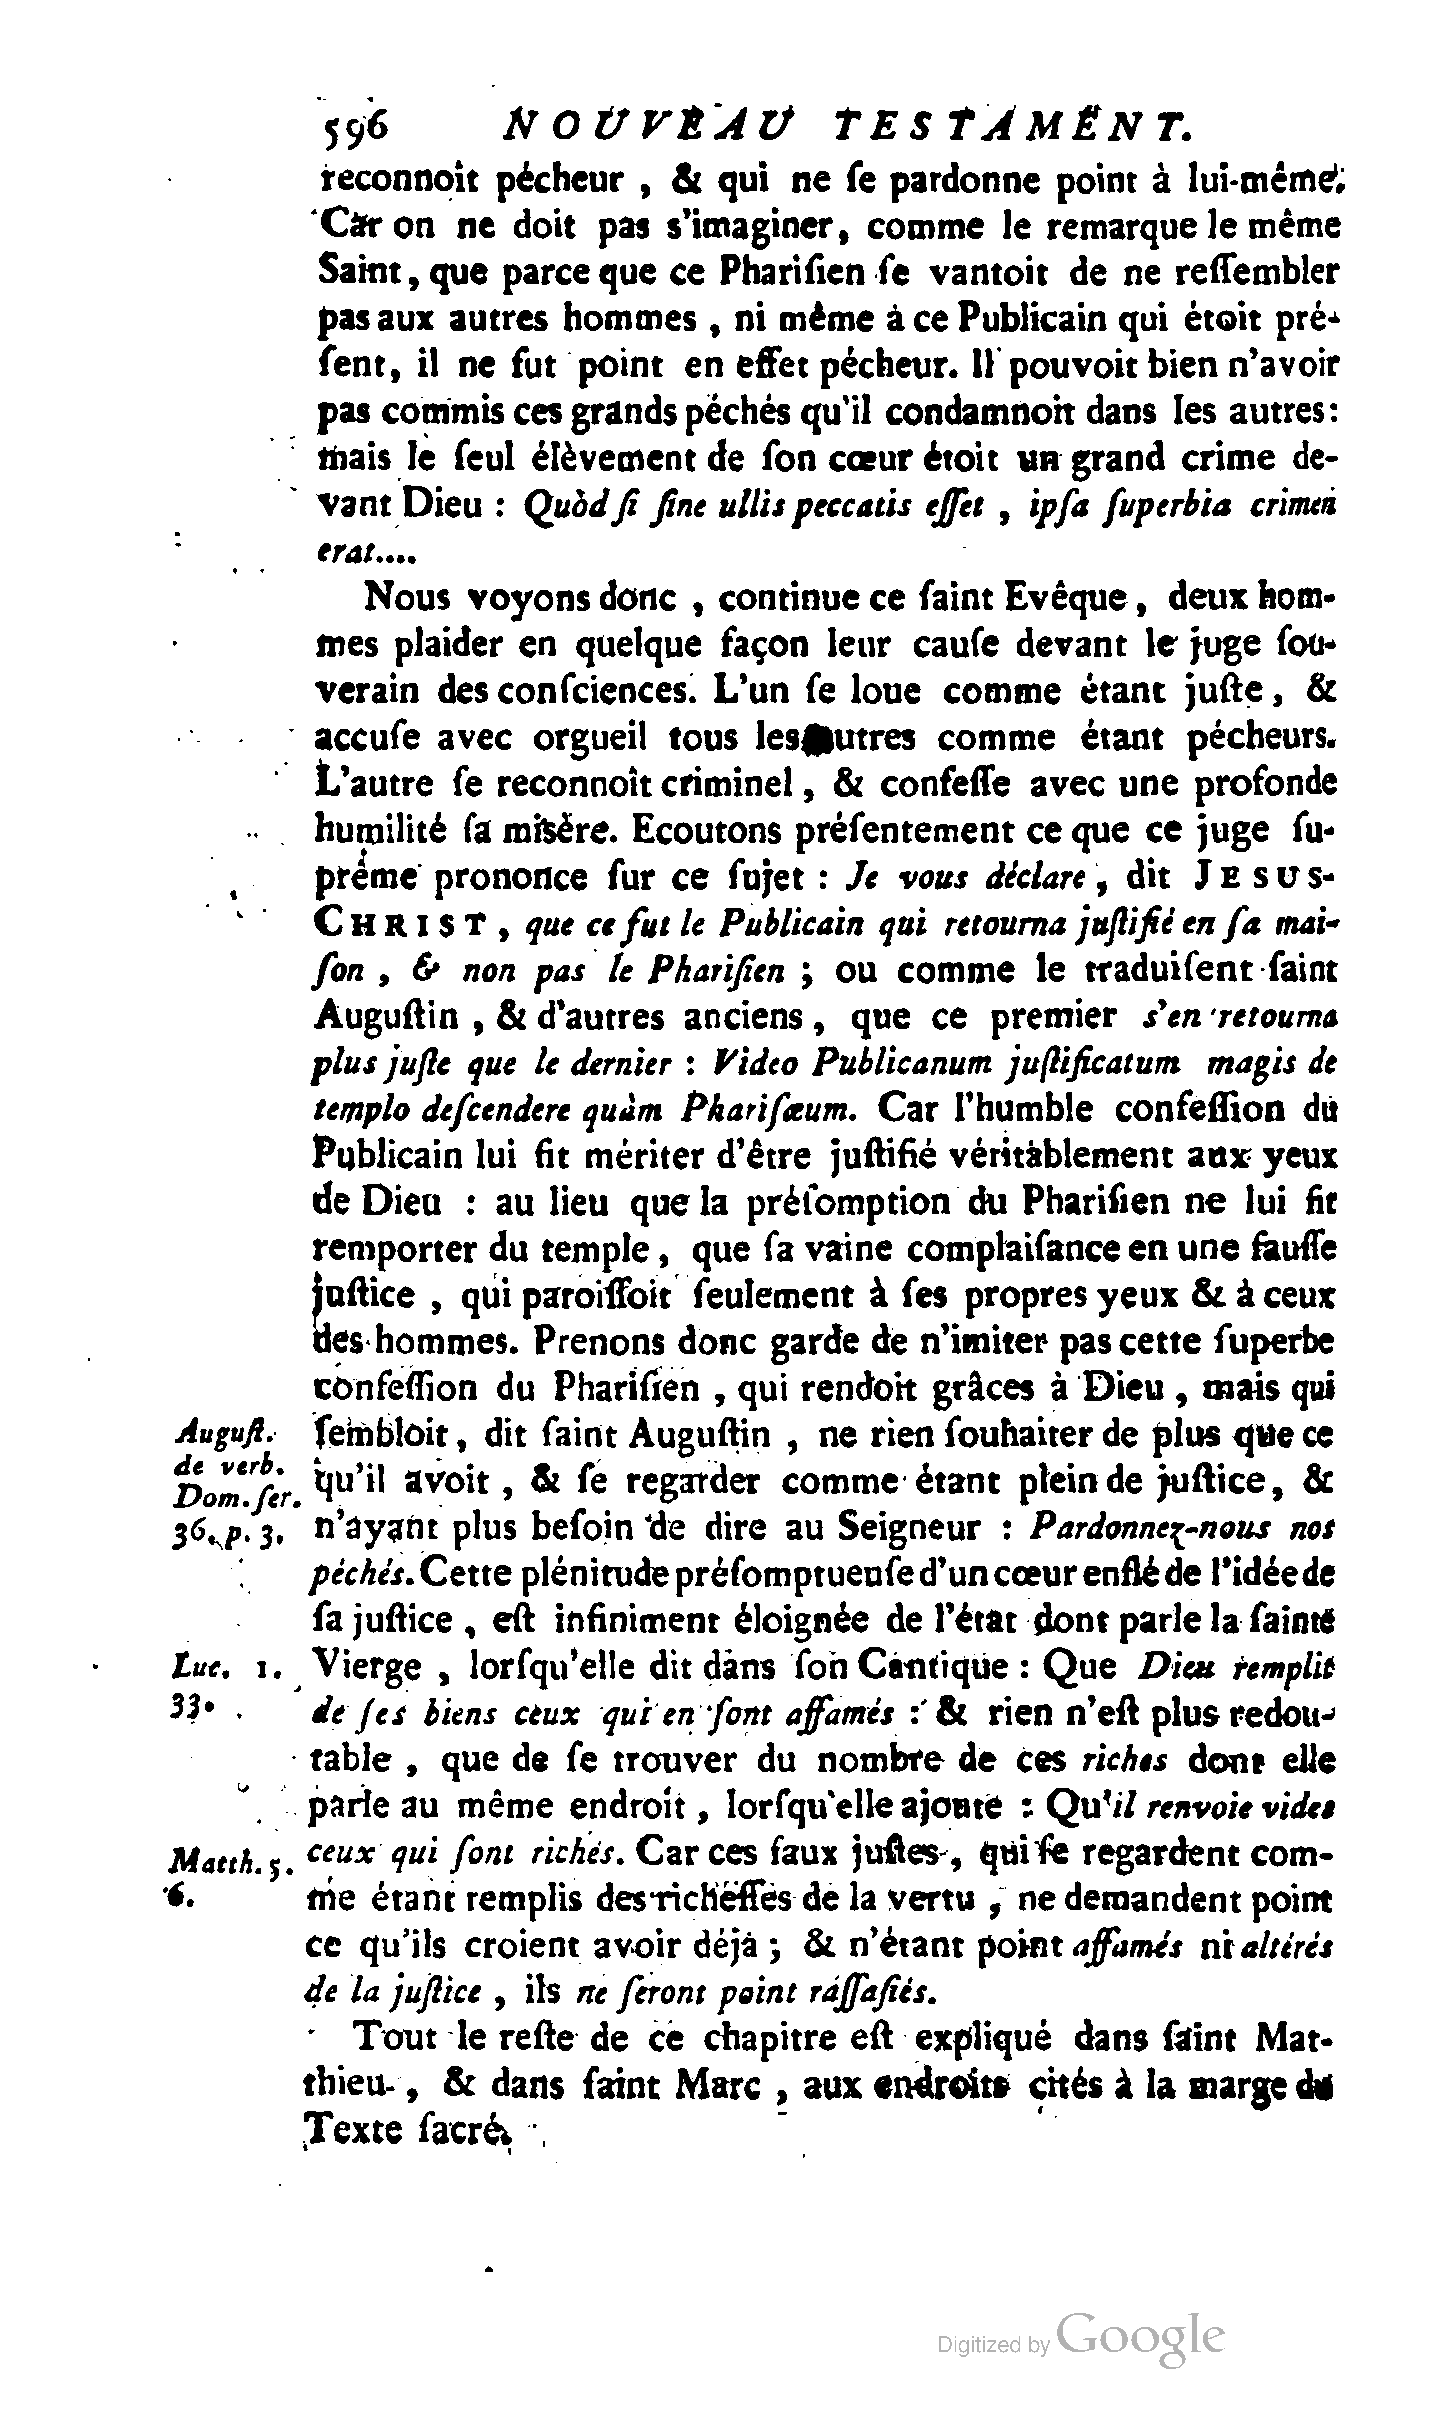 596 NOUVEAU TESTAMENT.
reconnoît pécheur, & qui ne ſe pardonne point à lui-même.
Car on ne doit pas s'imaginer, comme le remarque le même
Saint, que parce que ce Phariſien ſe vantoit de ne reſſembler
pas aux autres hommes, ni même à ce Publicain qui étoit pré-
ſent, il ne fut point en effet pécheur. Il pouvoit bien n'avoir
pas commis ces grands péchés qu'il condamnoit dans les autres:
mais le ſeul élèvement de ſon cœur étoit un grand crime de-
vant Dieu : Quòd ſi ſine ullis peccatis eſſet, ipſa ſuperbia crimen
erat....
Nous voyons donc, continue ce ſaint Evêque, deux hom-
mes plaider en quelque façon leur cauſe devant le juge ſou-
verain des conſciences. L'un ſe loue comme étant juſte, &
accuſe avec orgueil tous les autres comme étant pécheurs.
L'autre ſe reconnoît criminel, & confeſſe avec une profonde
humilité ſa misère. Ecoutons préſentement ce que ce juge ſu-
prême prononce ſur ce ſujet : Je vous déclare, dit JESUS-
CHRIST, que ce fut le Publicain qui retourna juſtifié en ſa mai-
ſon, & non pas le Phariſien ; ou comme le traduiſent ſaint
Auguſtin, & d'autres anciens, que ce premier s'en retourna
plus juſte que le dernier : Video Publicanum juſtificatum magis de
templo deſcendere quàm Phariſæum. Car l'humble confeſſion du
Publicain lui fit mériter d'être juſtifié véritablement aux yeux
de Dieu : au lieu que la préſomption du Phariſien ne lui fit
remporter du temple, que ſa vaine complaiſance en une fauſſe
juſtice, qui paroiſſoit ſeulement à ſes propres yeux & à ceux
des hommes. Prenons donc garde de n'imiter pas cette ſuperbe
confeſſion du Phariſien, qui rendoit grâces à Dieu, mais qui
Auguſt. ſembloit, dit ſaint Auguſtin, ne rien ſouhaiter de plus que ce
de verb.
Dom. ſer. qu'il avoit, & ſe regarder comme étant plein de juſtice, &
36. p. 3. n'ayant plus beſoin de dire au Seigneur : Pardonnez-nous nos
péchés. Cette plénitude préſomptueuſe d'un cœur enflé de l'idée de
ſa juſtice, eſt infiniment éloignée de l'état dont parle la ſainte
Luc. 1. Vierge, lorſqu'elle dit dans ſon Cantique : Que Dieu remplit
33. de ſes biens ceux qui en ſont affamés : & rien n'eſt plus redou-
table, que de ſe trouver du nombre de ces riches dont elle
parle au même endroit, lorſqu'elle ajoute : Qu'il renvoie vides
Matth. 5. ceux qui ſont riches. Car ces faux juſtes, qui ſe regardent com-
6. me étant remplis des richeſſes de la vertu, ne demandent point
ce qu'ils croient avoir déjà ; & n'étant point affamés ni altérés
de la juſtice, ils ne ſeront point raſſaſiés.
Tout le reſte de ce chapitre eſt expliqué dans ſaint Mat-
thieu, & dans ſaint Marc, aux endroits cités à la marge du
Texte ſacré.
Digitized by Google